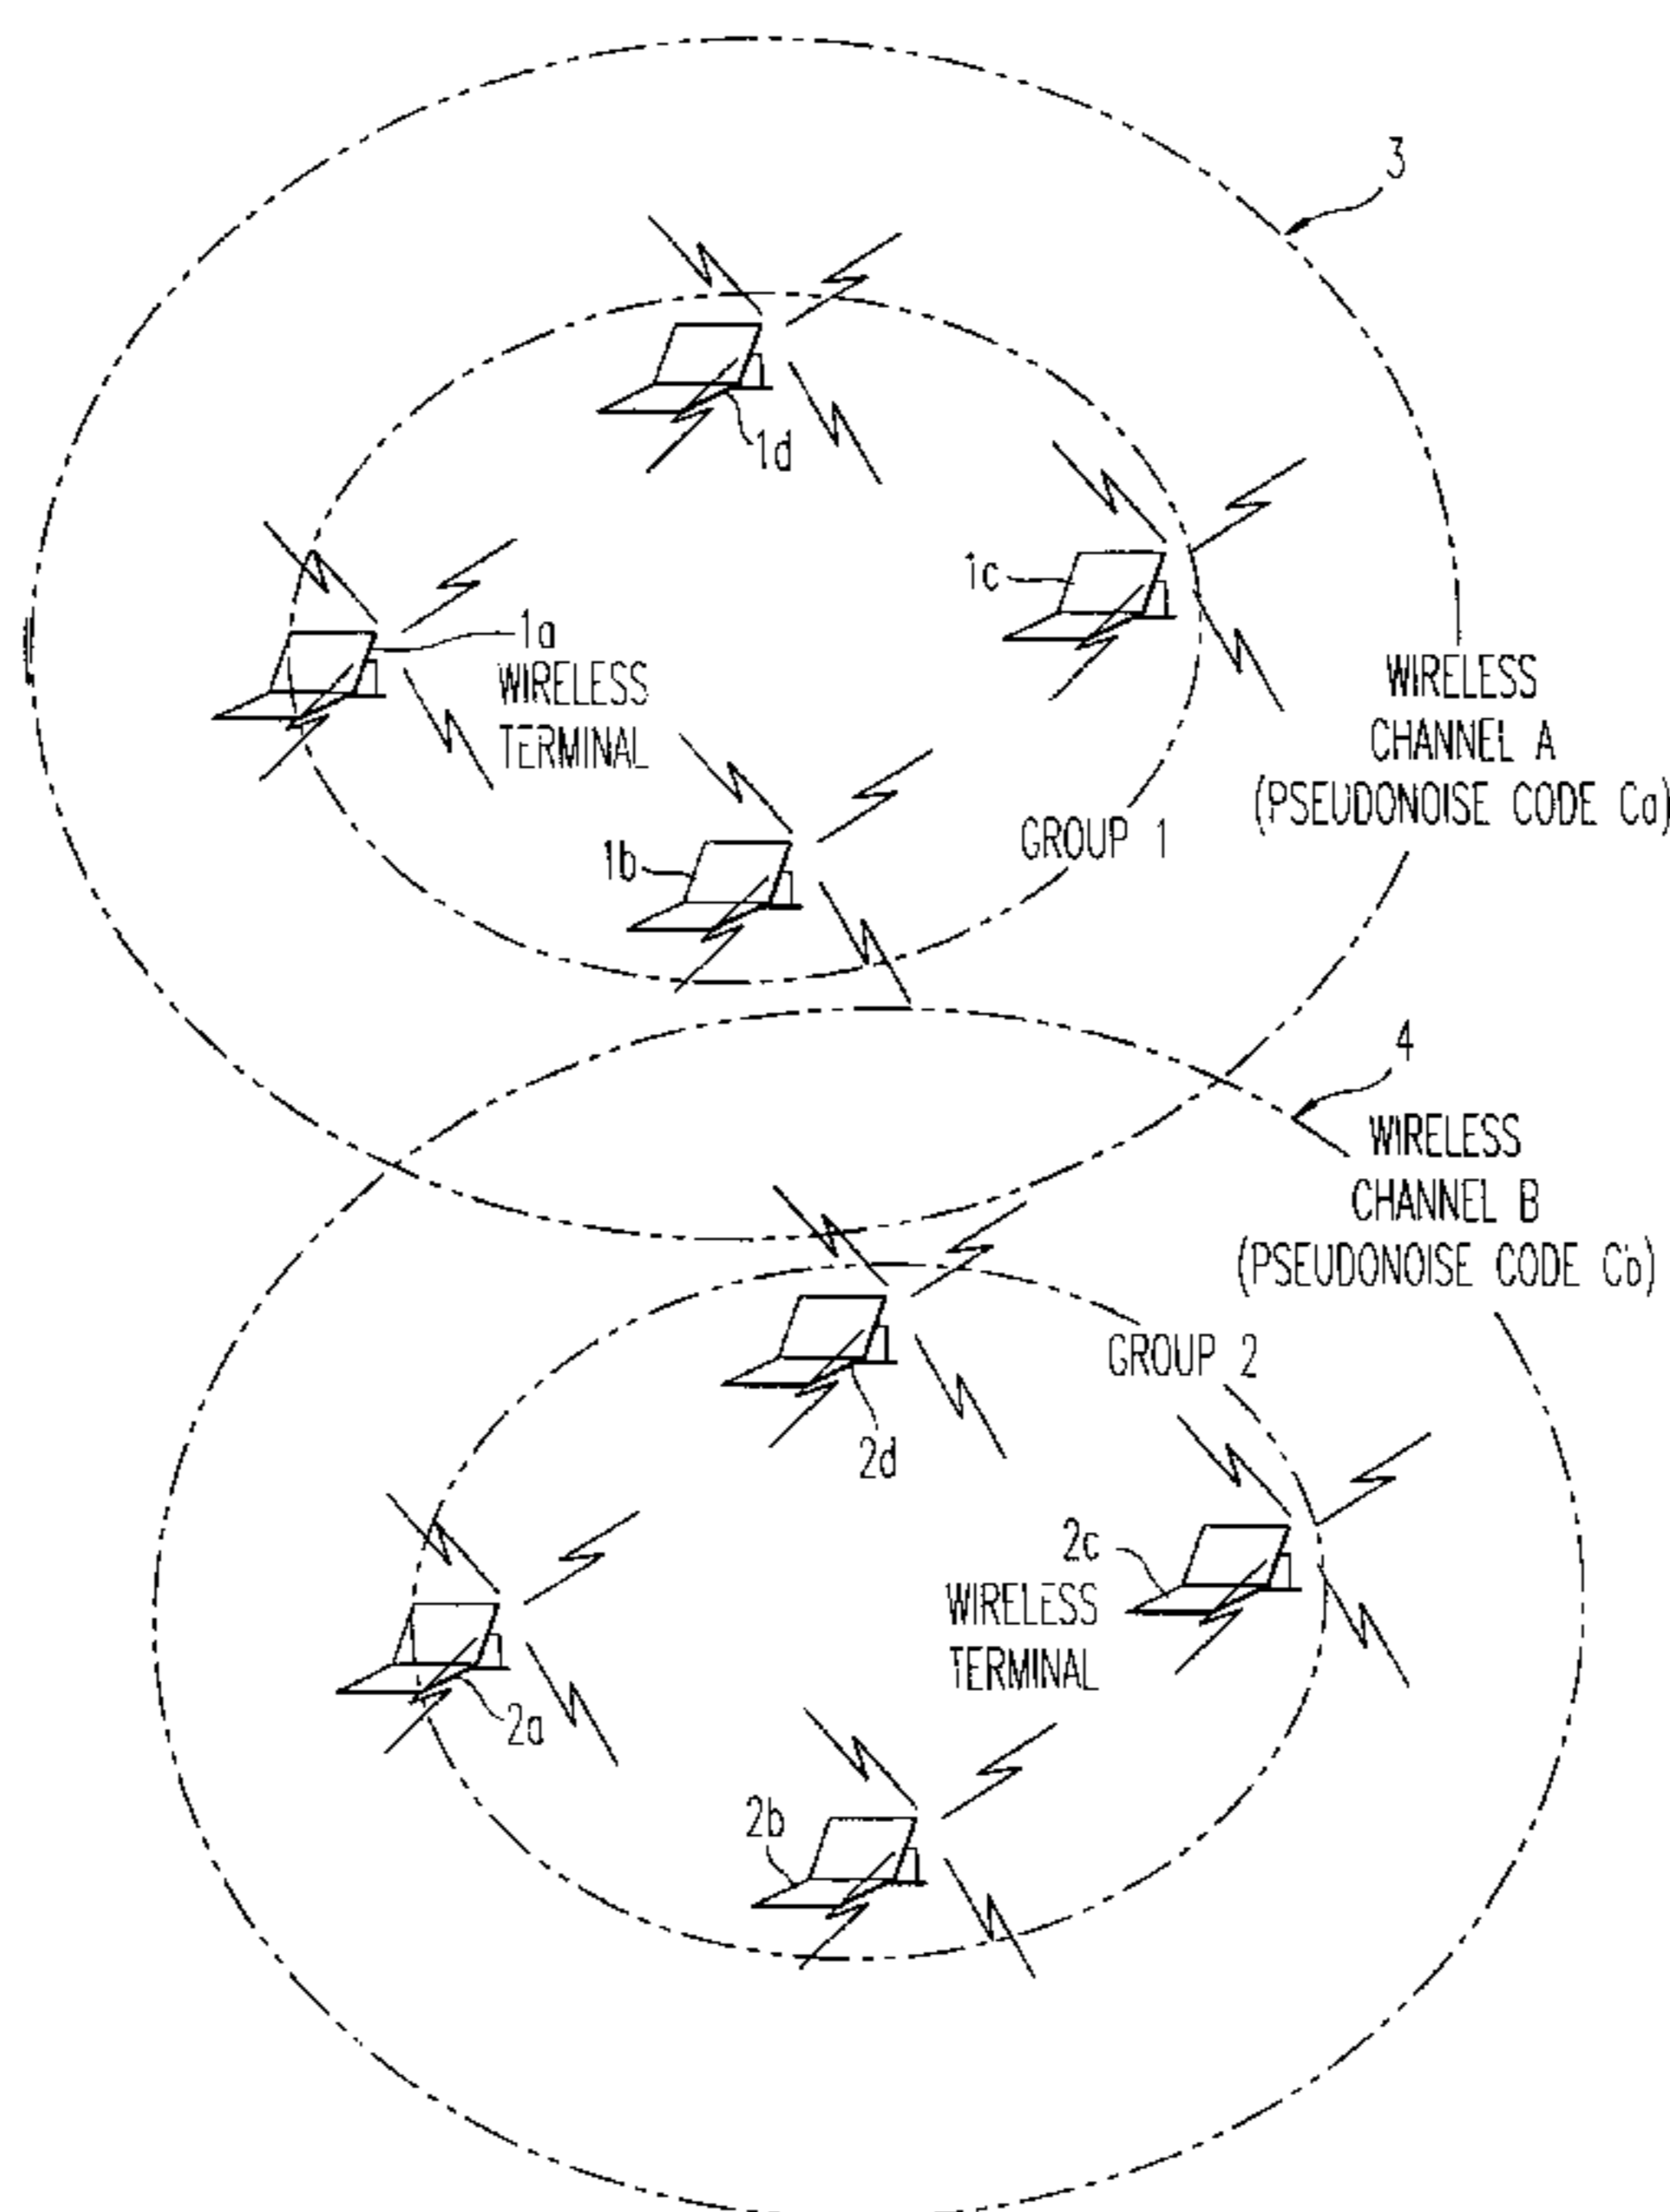 3
1d
1c
1a
WIRELESS
TERMINAL
WIRELESS
CHANNEL A
(PSEUDONOISE CODE Ca)
GROUP 1
1b
4
WIRELESS
CHANNEL B
(PSEUDONOISE CODE Cb)
GROUP 2
2d
2c
WIRELESS
TERMINAL
2a
2b